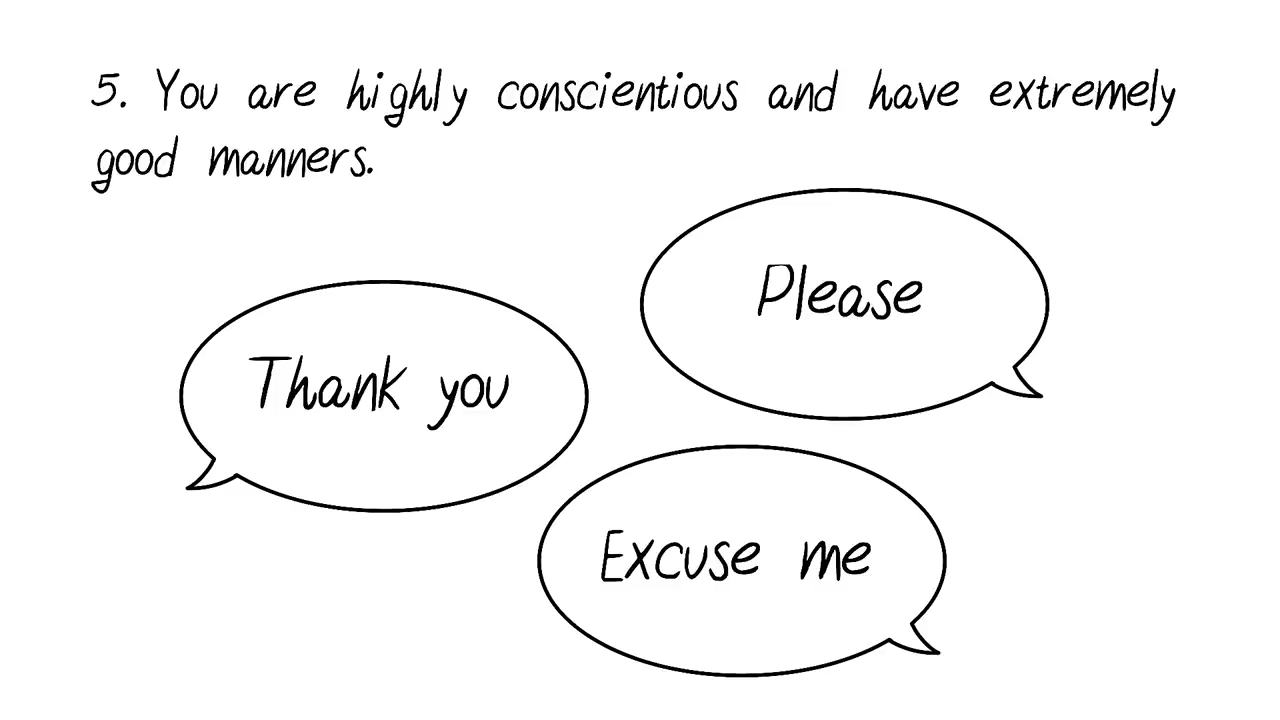 5. You are highly conscientious and have extremely
good manners.
Please
Thank you
Excuse me